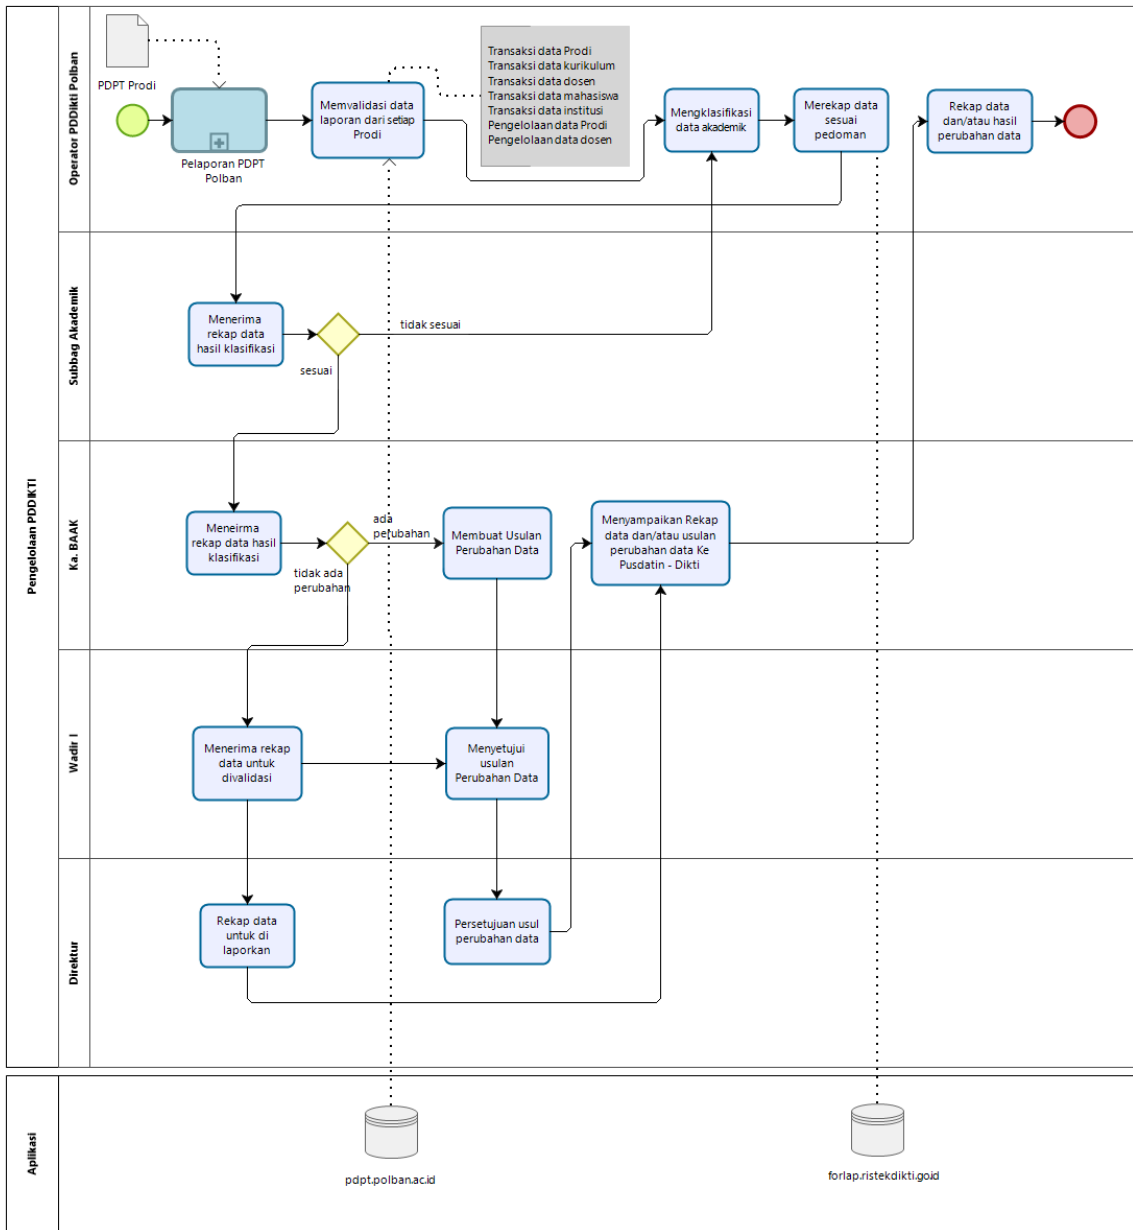 Pengelolaan PDDIKTI
Operator PDDikti Polban
PDPT Prodi
Pelaporan PDPT
Polban
Memvalidasi data
laporan dari setiap
Prodi
Transaksi data Prodi
Transaksi data kurikulum
Transaksi data dosen
Transaksi data mahasiswa
Transaksi data institusi
Pengelolaan data Prodi
Pengelolaan data dosen
Mengklasifikasi
data akademik
Merekap data
sesuai
pedoman
Rekap data
dan/atau hasil
perubahan data
Subbag Akademik
Menerima
rekap data
hasil klasifikasi
tidak sesuai
sesuai
Ka. BAAK
Meneirma
rekap data hasil
klasifikasi
ada
perubahan
tidak ada
perubahan
Membuat Usulan
Perubahan Data
Menyampaikan Rekap
data dan/atau usulan
perubahan data Ke
Pusdatin - Dikti
Wadir I
Menerima rekap
data untuk
divalidasi
Menyetujui
usulan
Perubahan Data
Direktur
Rekap data
untuk di
laporkan
Persetujuan usul
perubahan data
Aplikasi
pdpt.polban.ac.id
forlap.ristekdikti.go.id